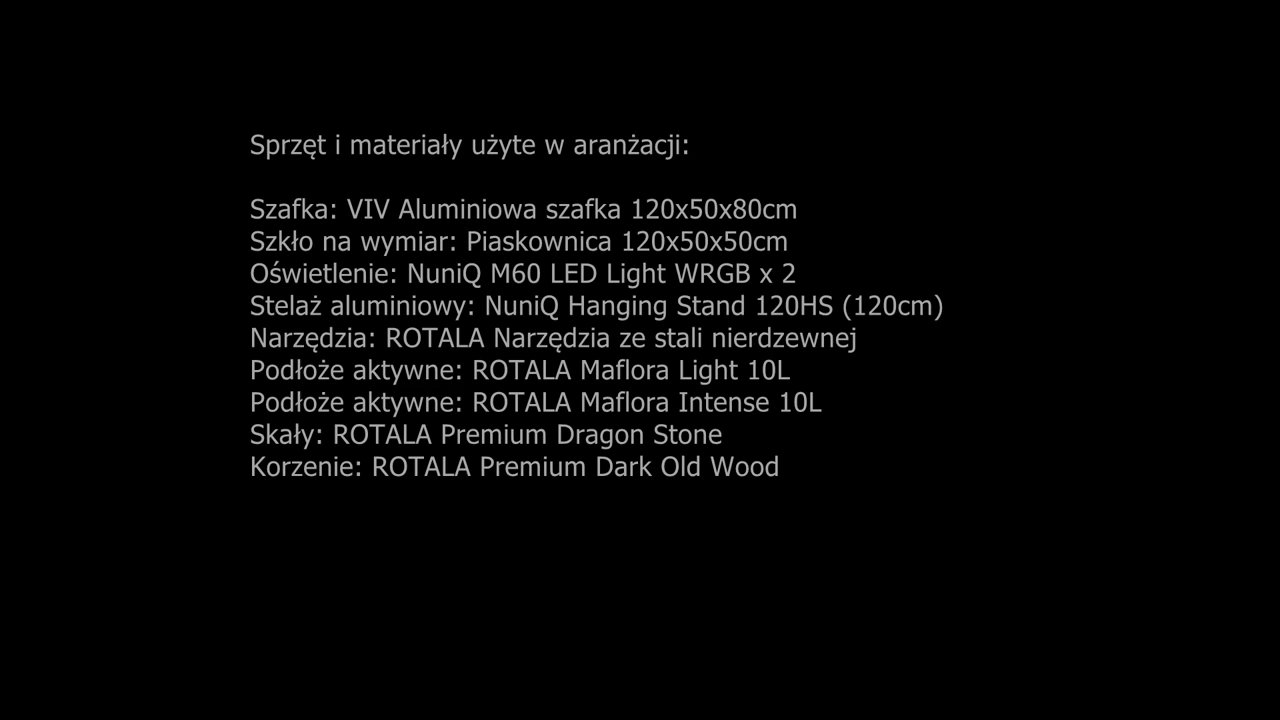 Sprzęt i materiały użyte w aranżacji:
Szafka: VIV Aluminiowa szafka 120x50x80cm
Szkło na wymiar: Piaskownica 120x50x50cm
Oświetlenie: NuniQ M60 LED Light WRGB x 2
Stelaż aluminiowy: NuniQ Hanging Stand 120HS (120cm)
Narzędzia: ROTALA Narzędzia ze stali nierdzewnej
Podłoże aktywne: ROTALA Maflora Light 10L
Podłoże aktywne: ROTALA Maflora Intense 10L
Skały: ROTALA Premium Dragon Stone
Korzenie: ROTALA Premium Dark Old Wood